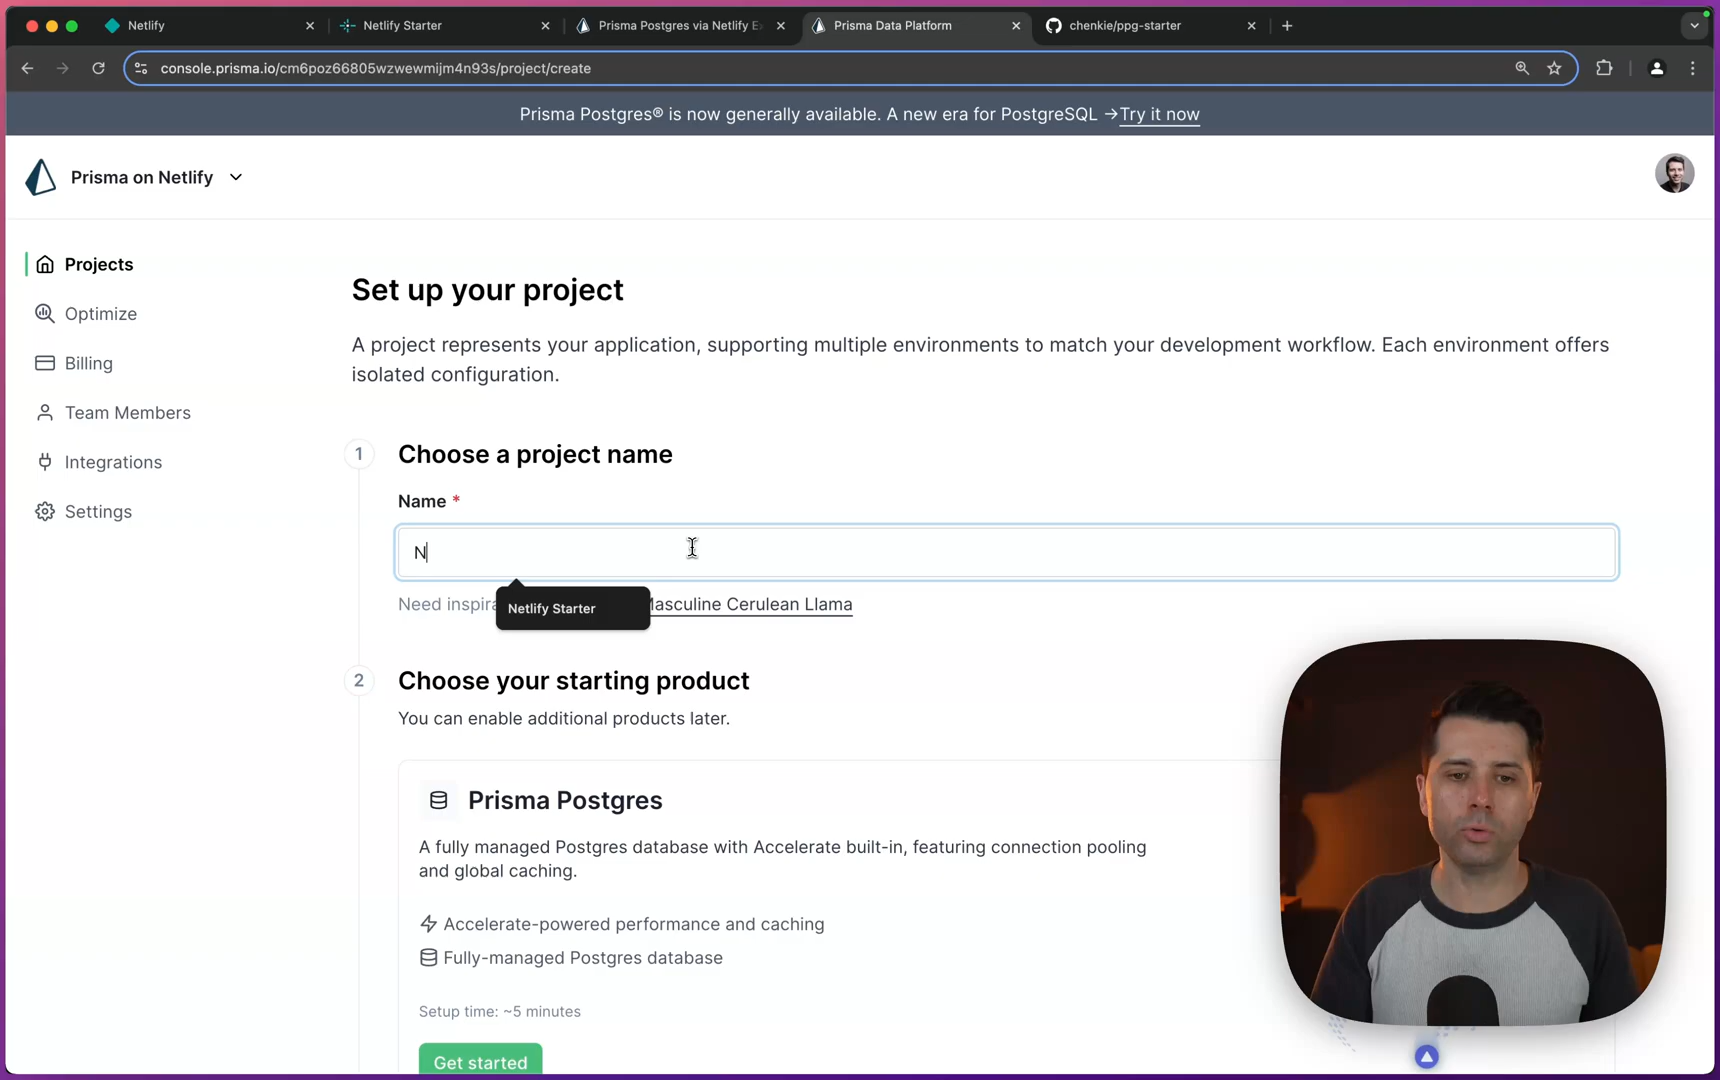 Netlify
Netlify Starter
Prisma Postgres via Netlify E
Prisma Data Platform
chenkie/ppg-starter
console.prisma.io/cm6poz66805wzwewmijm4n93s/project/create
Prisma Postgres® is now generally available. A new era for PostgreSQL → Try it now
Prisma on Netlify
Projects
Optimize
Billing
Team Members
Integrations
Settings
Set up your project
A project represents your application, supporting multiple environments to match your development workflow. Each environment offers
isolated configuration.
1 Choose a project name
Name *
N
Netlify Starter
Need inspira Masculine Cerulean Llama
2 Choose your starting product
You can enable additional products later.
Prisma Postgres
A fully managed Postgres database with Accelerate built-in, featuring connection pooling
and global caching.
Accelerate-powered performance and caching
Fully-managed Postgres database
Setup time: ~5 minutes
Get started